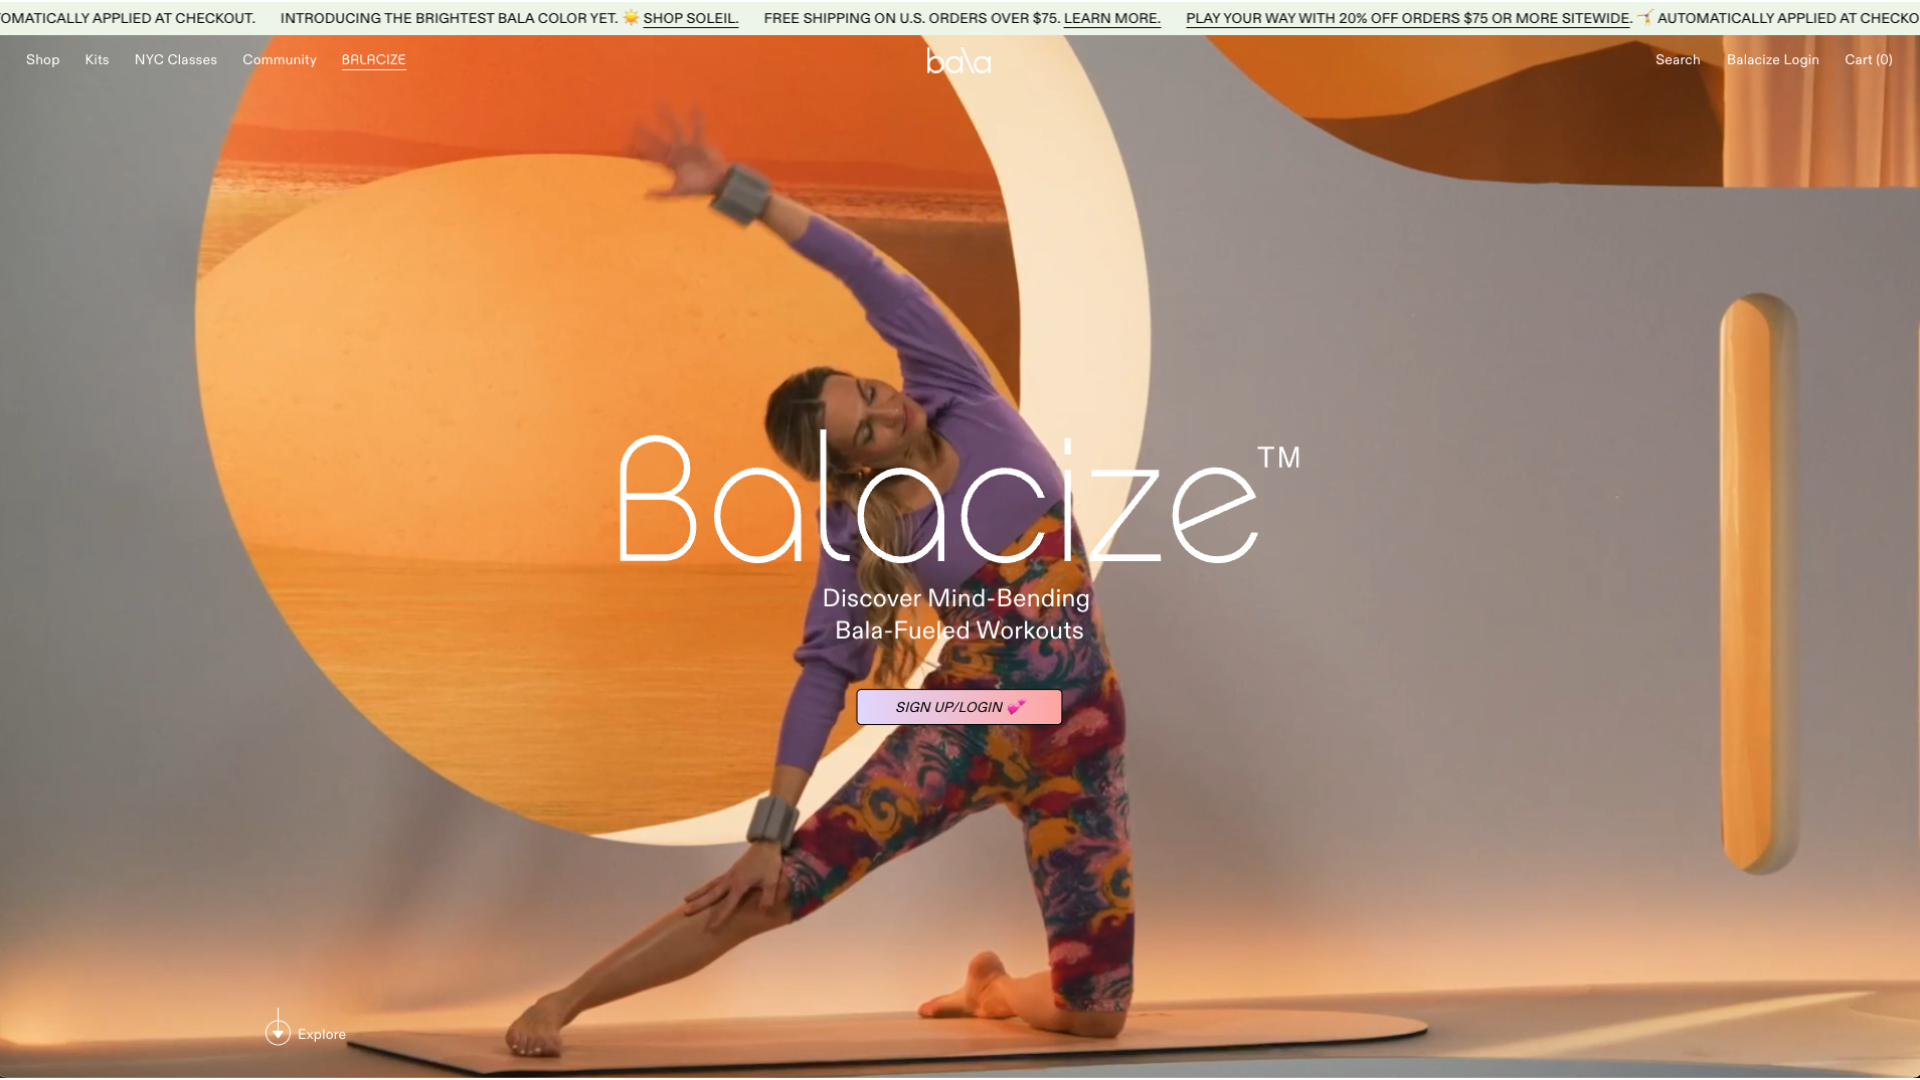 OMATICALLY APPLIED AT CHECKOUT. INTRODUCING THE BRIGHTEST BALA COLOR YET. ☀️ SHOP SOLEIL. FREE SHIPPING ON U.S. ORDERS OVER $75. LEARN MORE. PLAY YOUR WAY WITH 20% OFF ORDERS $75 OR MORE SITEWIDE. 🤸 AUTOMATICALLY APPLIED AT CHECKO
Shop Kits NYC Classes Community BALACIZE bala Search Balacize Login Cart (0)
Balacize™
Discover Mind-Bending
Bala-Fueled Workouts
SIGN UP/LOGIN 💕
Explore